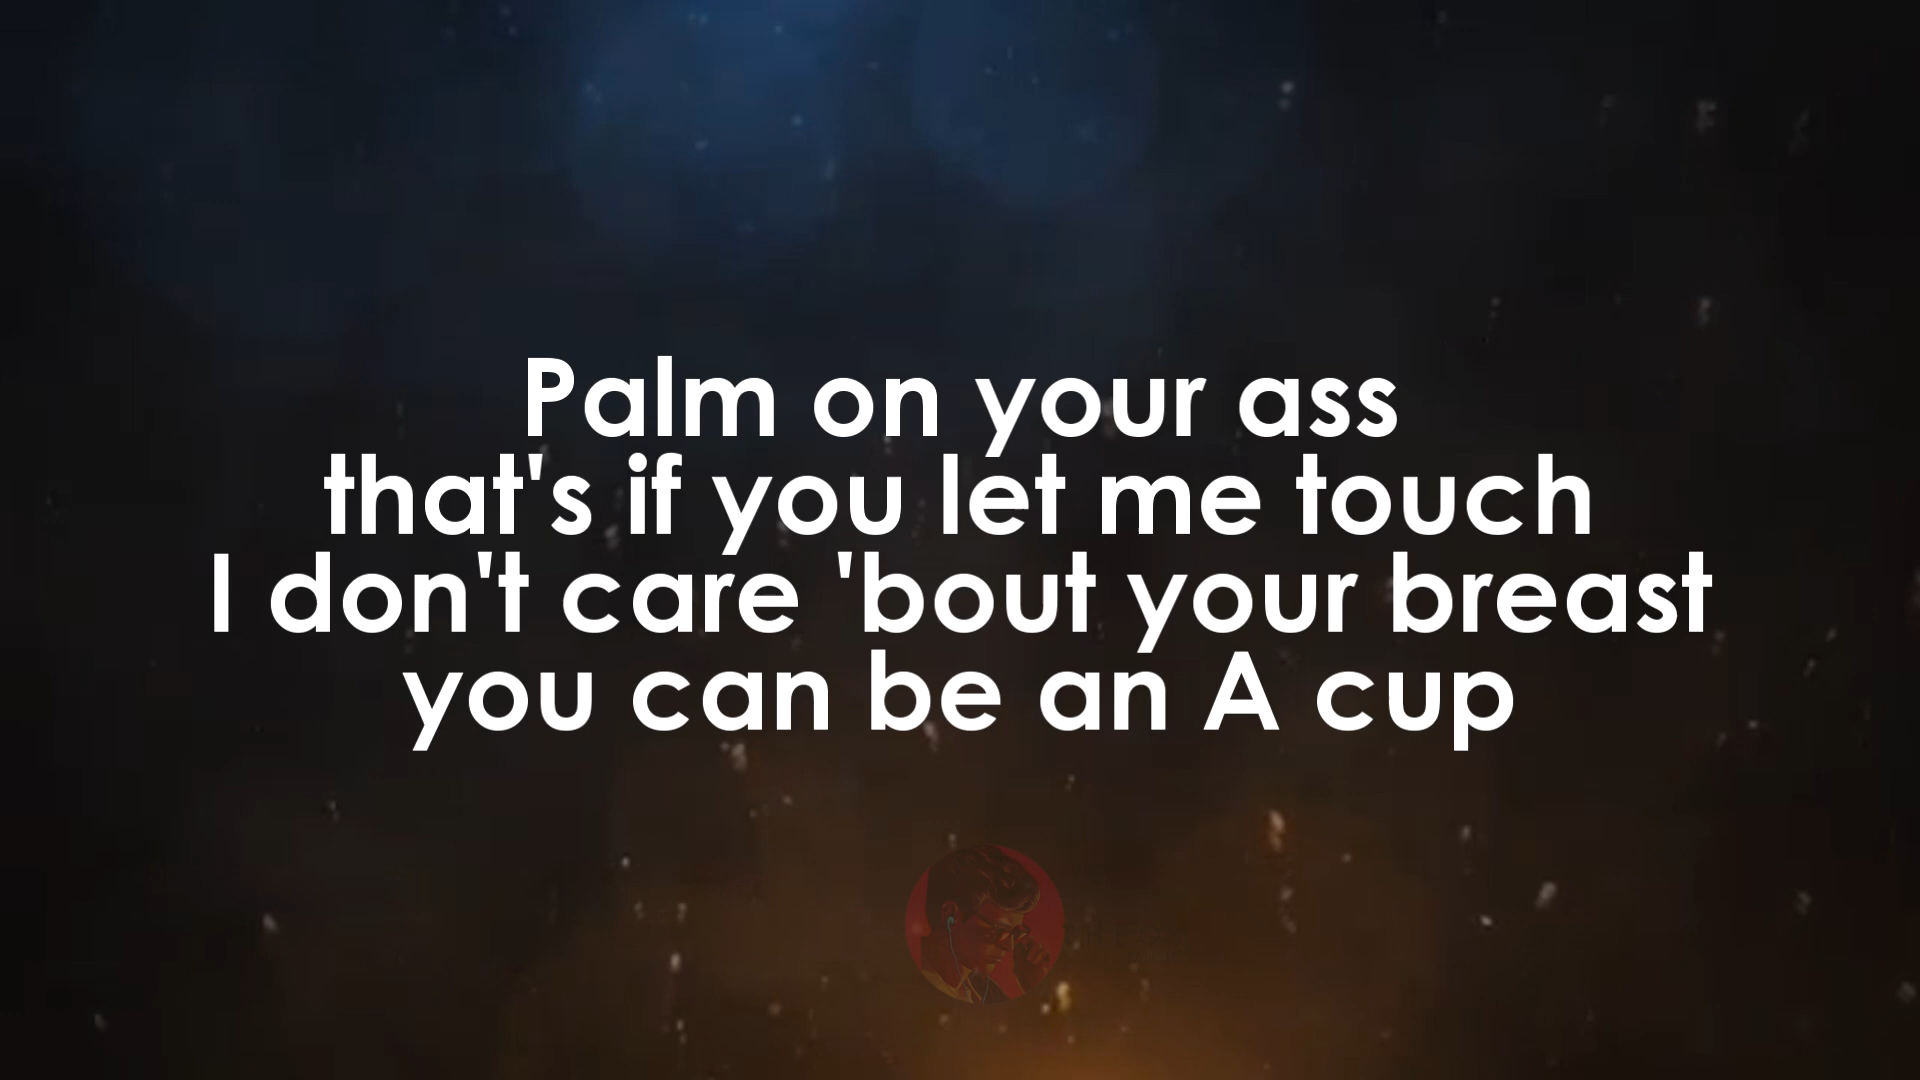 Palm on your ass
that's if you let me touch
I don't care 'bout your breast
you can be an A cup